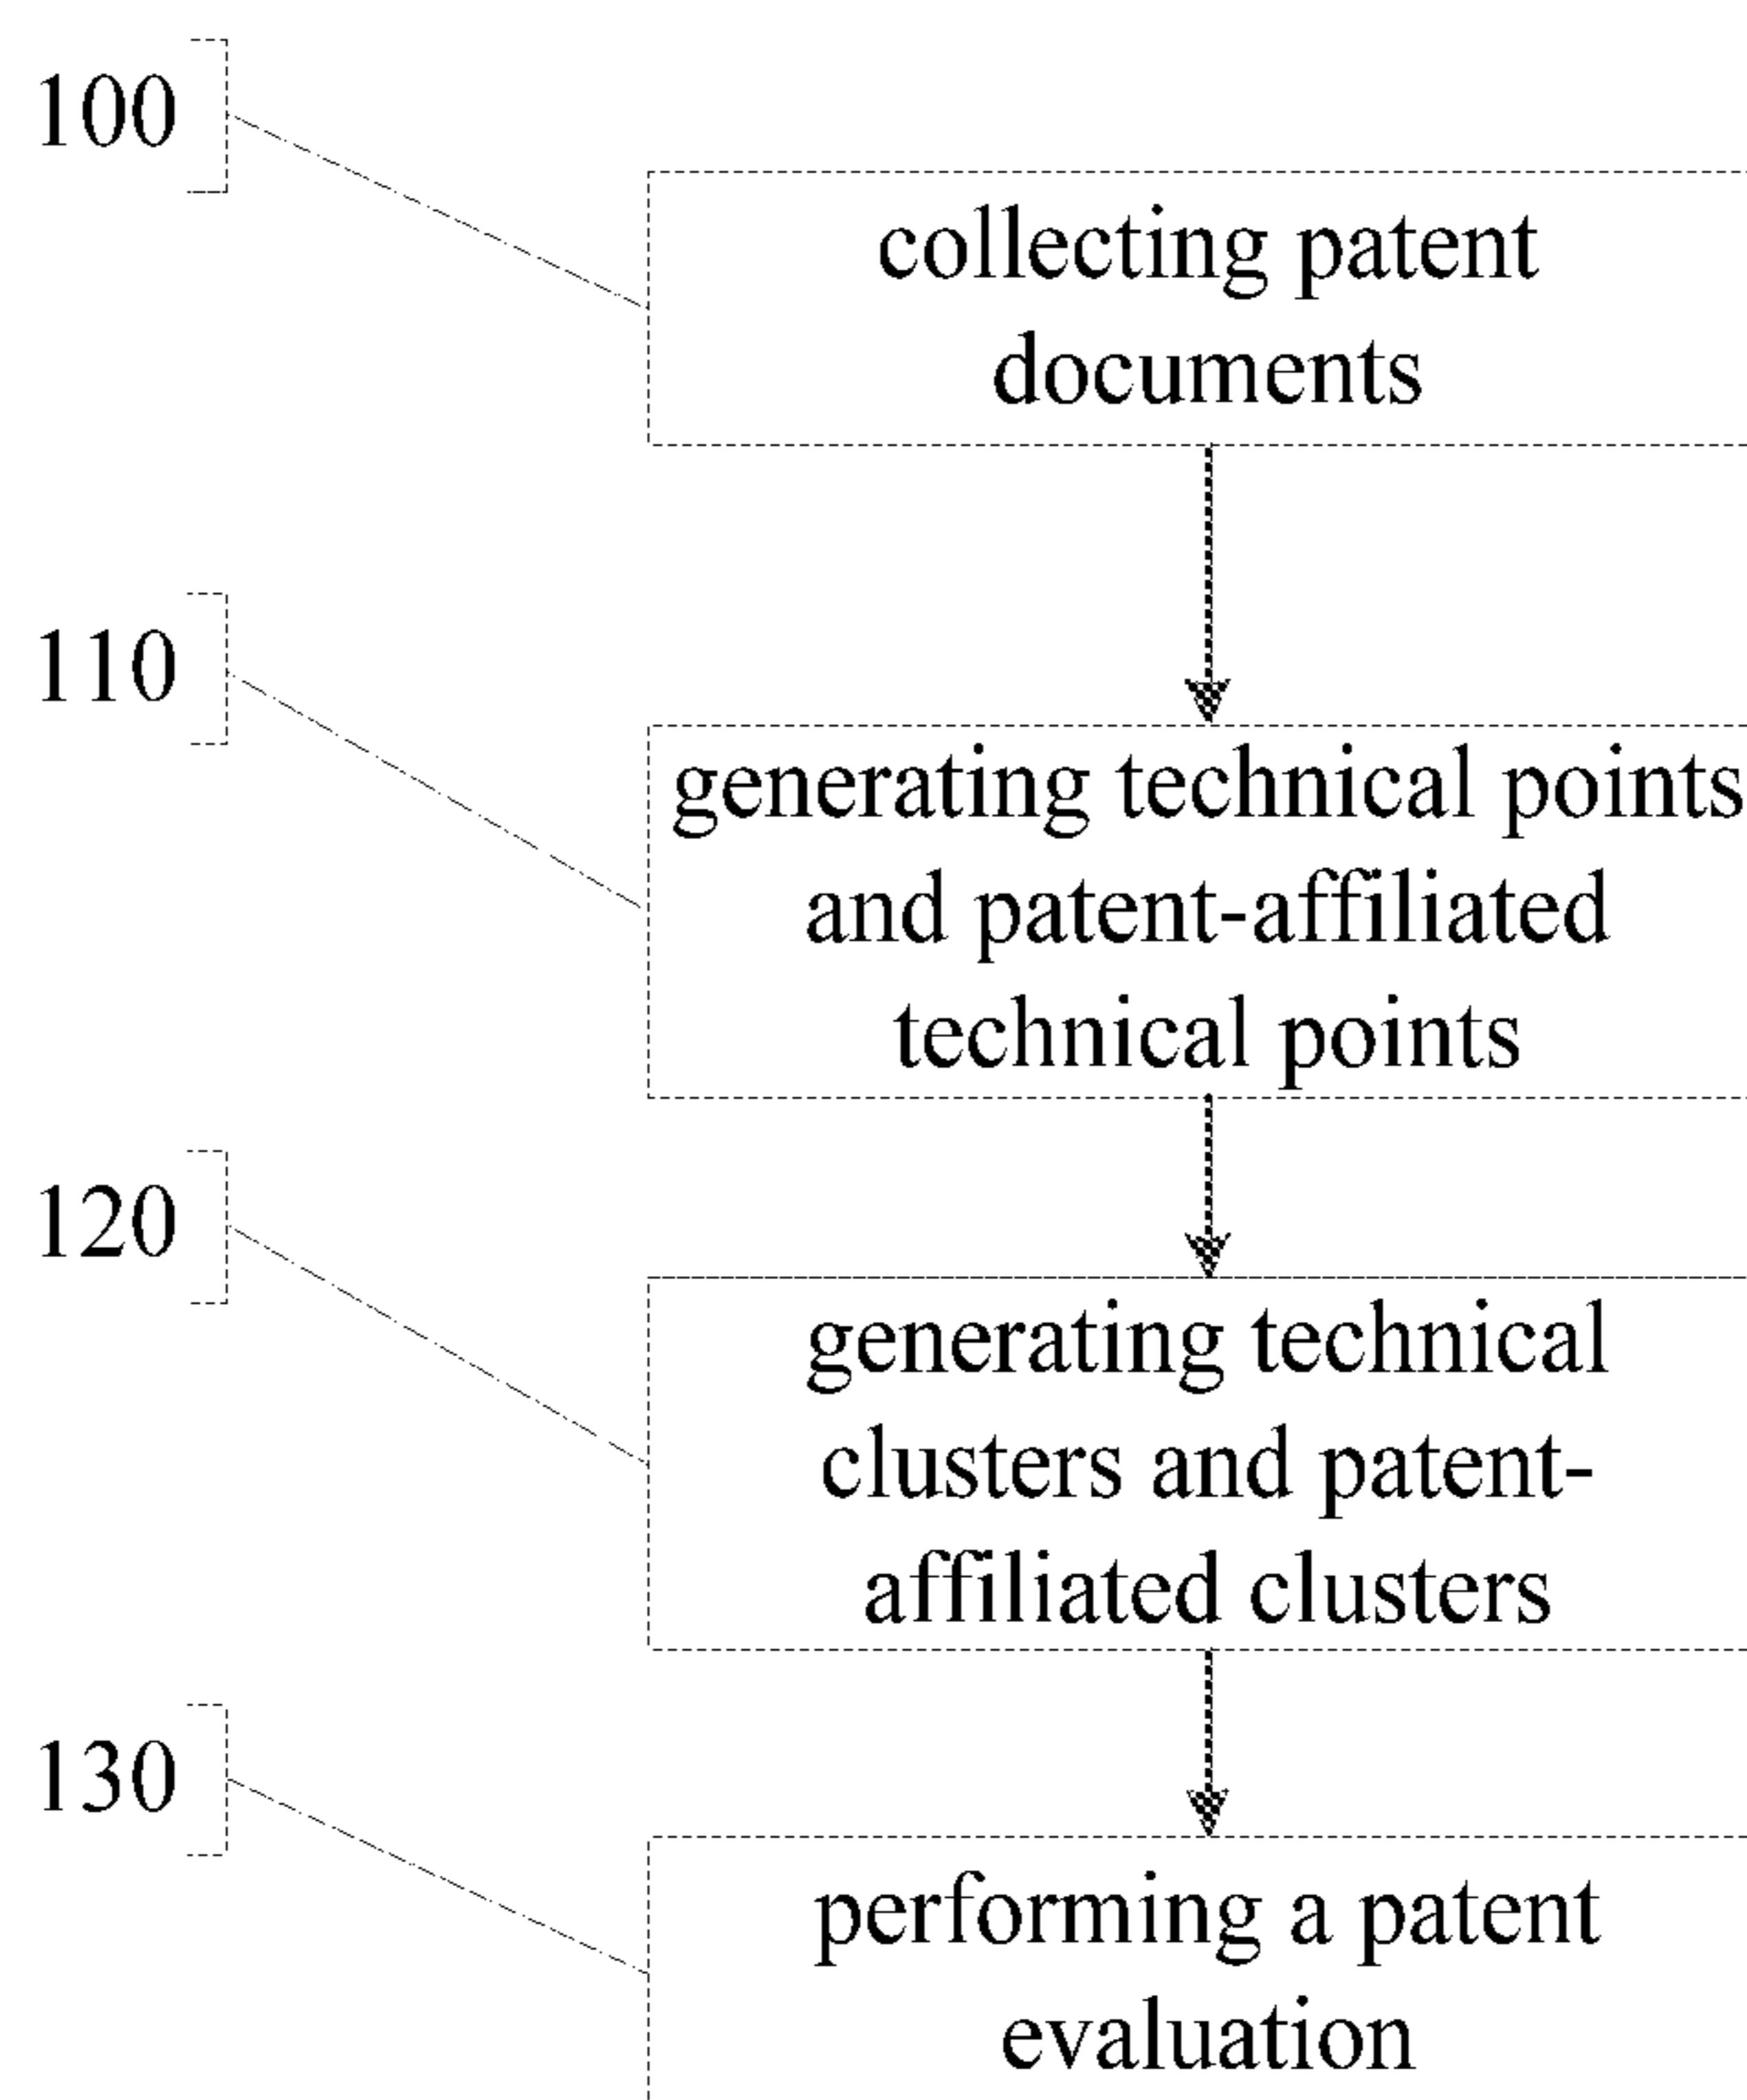 100
collecting patent
documents
110
generating technical points
and patent-affiliated
technical points
120
generating technical
clusters and patent-
affiliated clusters
130
performing a patent
evaluation